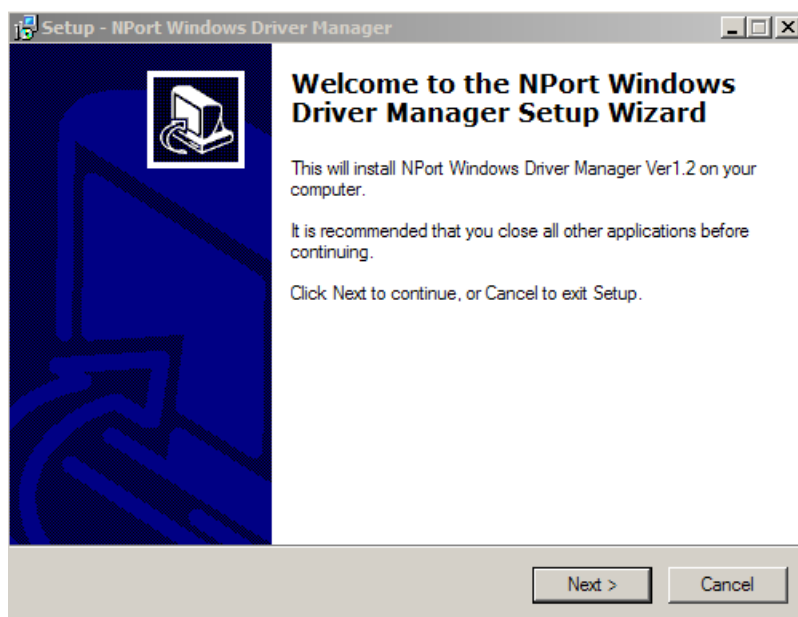 Setup - NPort Windows Driver Manager
Welcome to the NPort Windows
Driver Manager Setup Wizard
This will install NPort Windows Driver Manager Ver1.2 on your
computer.
It is recommended that you close all other applications before
continuing.
Click Next to continue, or Cancel to exit Setup.
Next >
Cancel